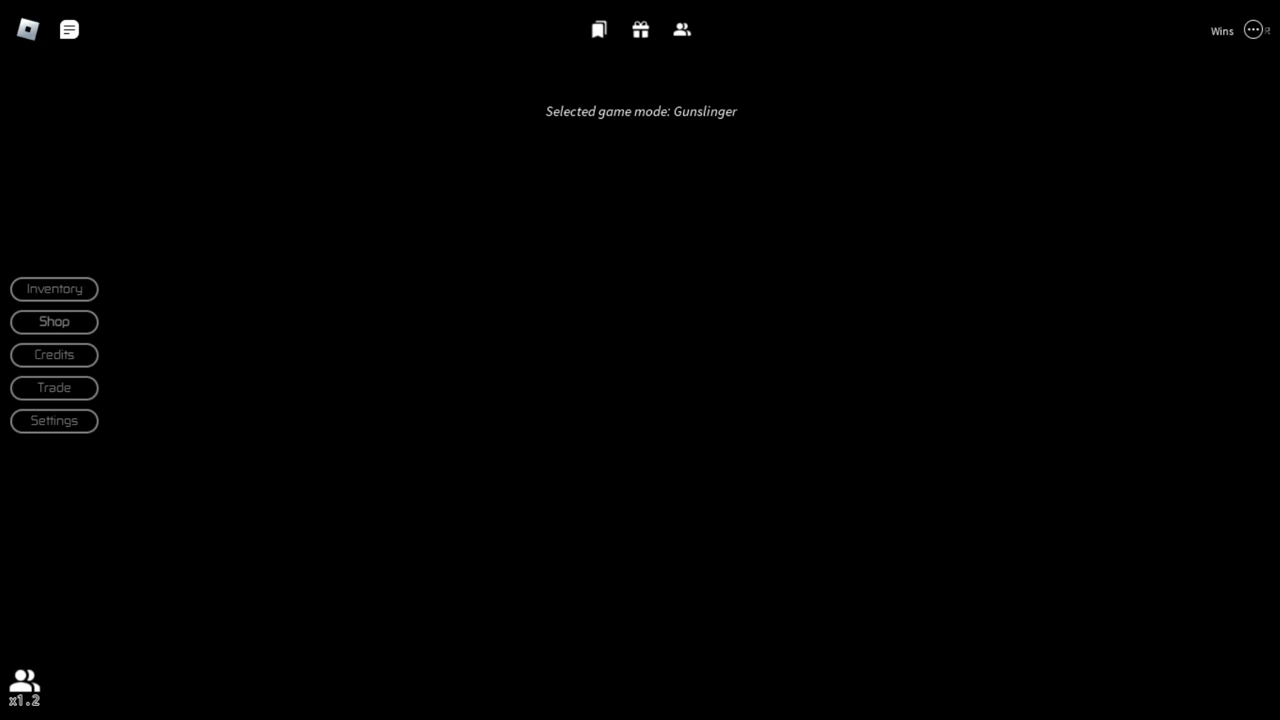 Wins
Selected game mode: Gunslinger
Inventory
Shop
Credits
Trade
Settings
x1.2